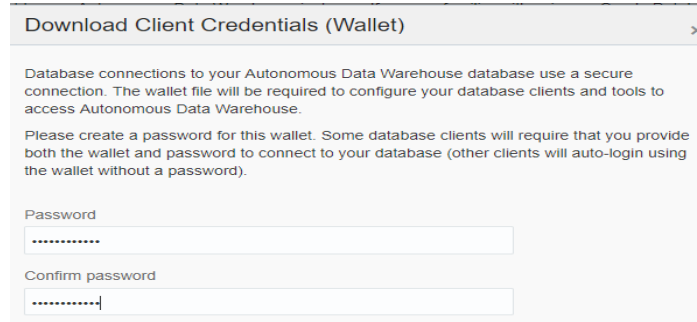 Download Client Credentials (Wallet)
Database connections to your Autonomous Data Warehouse database use a secure
connection. The wallet file will be required to configure your database clients and tools to
access Autonomous Data Warehouse.
Please create a password for this wallet. Some database clients will require that you provide
both the wallet and password to connect to your database (other clients will auto-login using
the wallet without a password).
Password
••••••••••••
Confirm password
••••••••••••